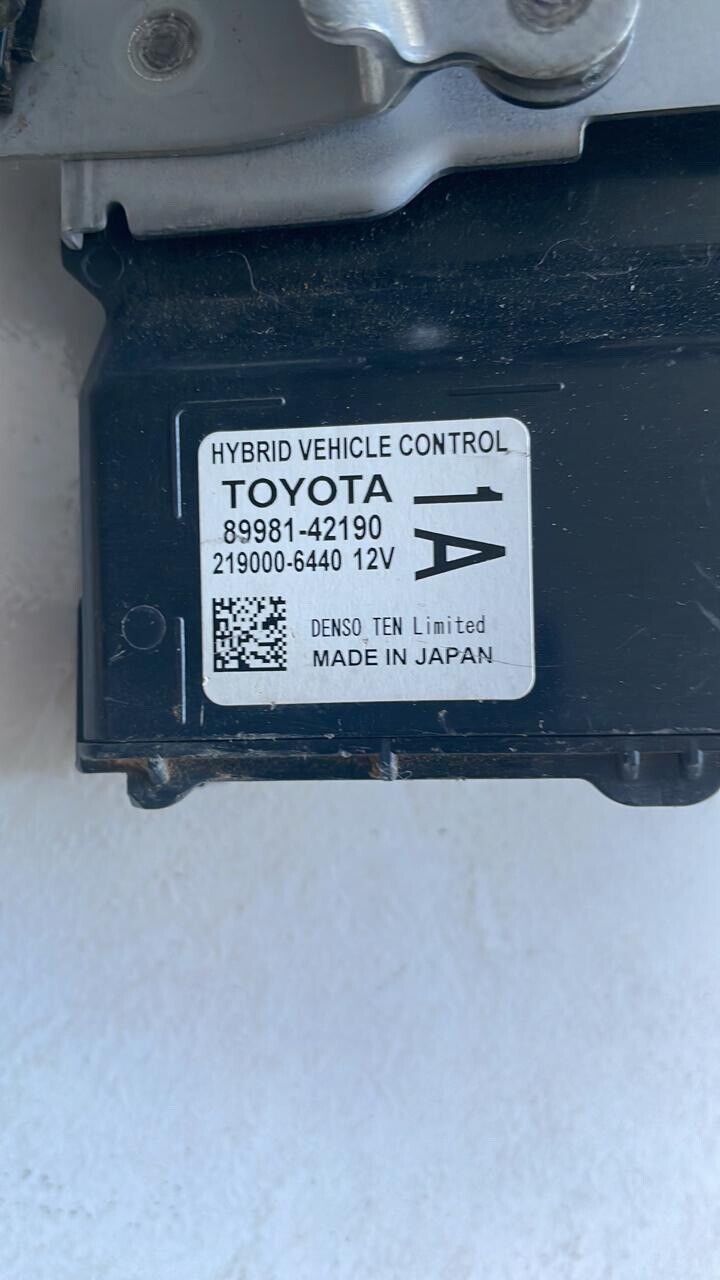 HYBRID VEHICLE CONTROL
TOYOTA
89981-42190
219000-6440 12V
1A
DENSO TEN Limited
MADE IN JAPAN